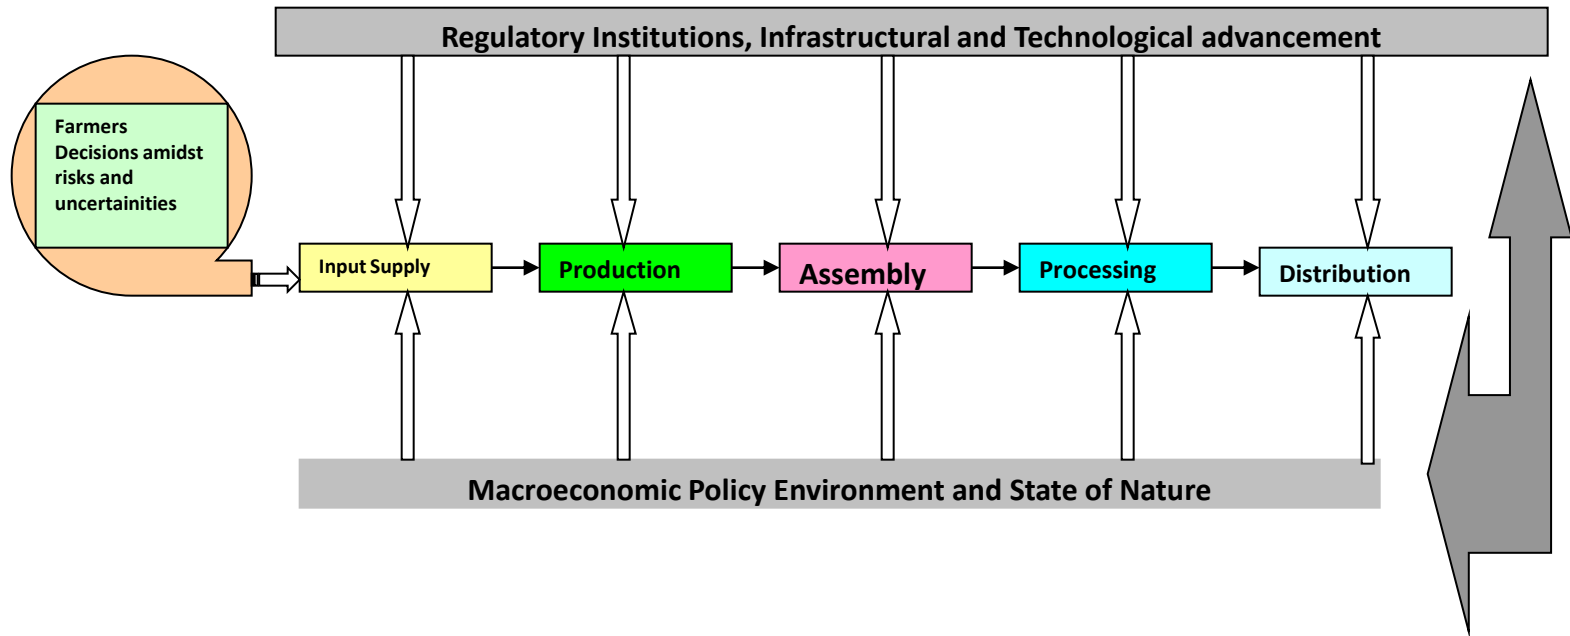 Regulatory Institutions, Infrastructural and Technological advancement
Farmers
Decisions amidst
risks and
uncertainities
Input Supply
Production
Assembly
Processing
Distribution
Macroeconomic Policy Environment and State of Nature